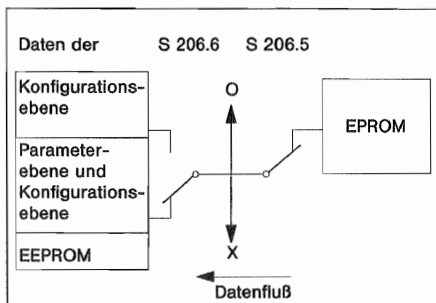 Daten der S 206.6 S 206.5
Konfigurations-
ebene
O
EPROM
Parameter-
ebene und
Konfigurations-
ebene
X
EEPROM
Datenfluß